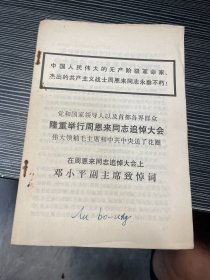 中国人民伟大的无产阶级革命家、
杰出的共产主义战士周恩来同志永垂不朽！
党和国家领导人以及首都各界群众
隆重举行周恩来同志追悼大会
伟大领袖毛主席和中共中央送了花圈
在周恩来同志追悼大会上
邓小平副主席致悼词